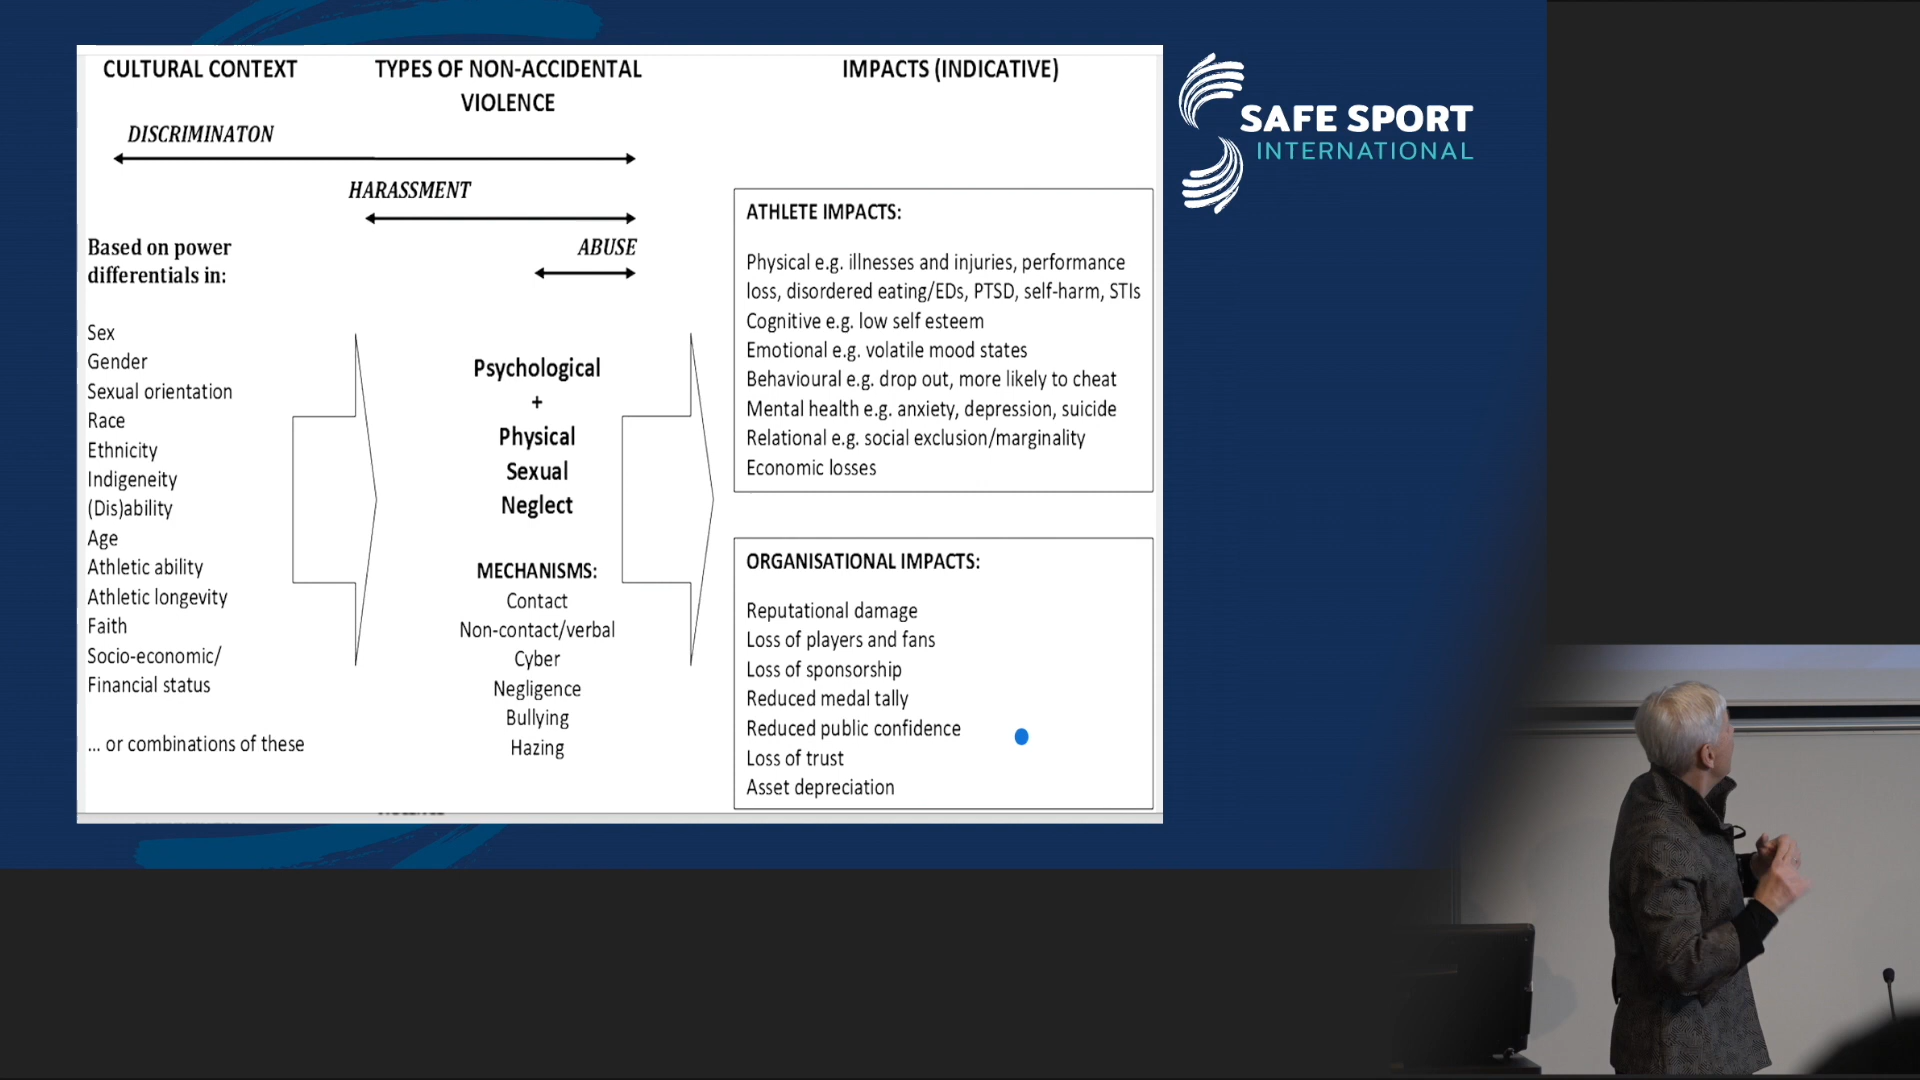 CULTURAL CONTEXT
TYPES OF NON-ACCIDENTAL
VIOLENCE
IMPACTS (INDICATIVE)
DISCRIMINATON
HARASSMENT
ABUSE
Based on power
differentials in:
Sex
Gender
Sexual orientation
Race
Ethnicity
Indigeneity
(Dis)ability
Age
Athletic ability
Athletic longevity
Faith
Socio-economic/
Financial status
... or combinations of these
Psychological
+
Physical
Sexual
Neglect
MECHANISMS:
Contact
Non-contact/verbal
Cyber
Negligence
Bullying
Hazing
ATHLETE IMPACTS:
Physical e.g. illnesses and injuries, performance
loss, disordered eating/EDs, PTSD, self-harm, STIs
Cognitive e.g. low self esteem
Emotional e.g. volatile mood states
Behavioural e.g. drop out, more likely to cheat
Mental health e.g. anxiety, depression, suicide
Relational e.g. social exclusion/marginality
Economic losses
ORGANISATIONAL IMPACTS:
Reputational damage
Loss of players and fans
Loss of sponsorship
Reduced medal tally
Reduced public confidence
Loss of trust
Asset depreciation
SAFE SPORT
INTERNATIONAL